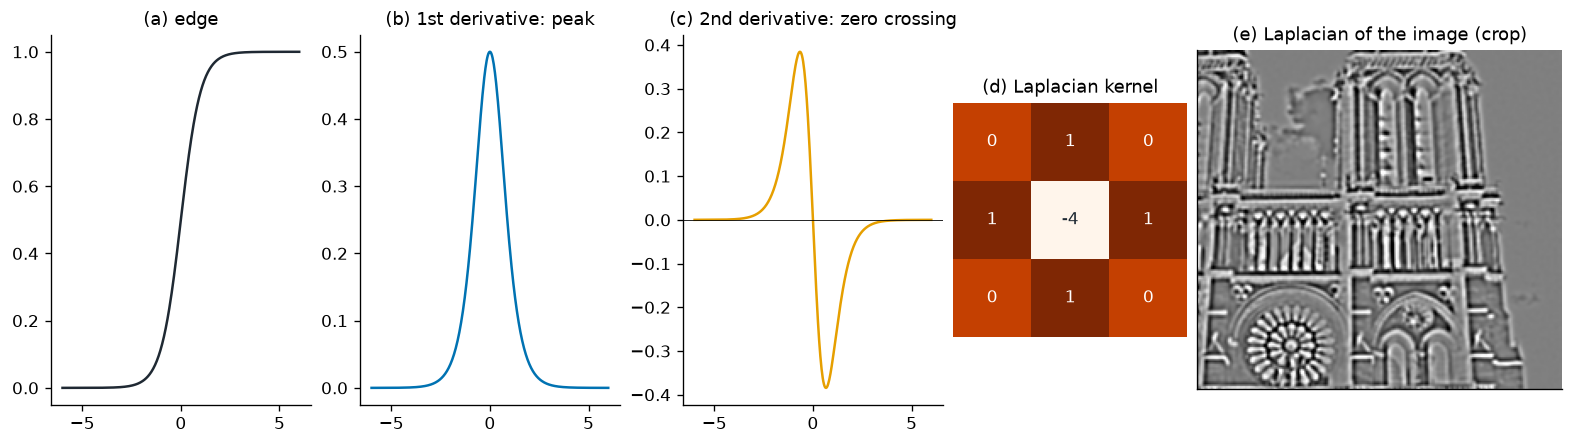 (a) edge
1.0
0.8
0.6
0.4
0.2
0.0
−5 0 5
(b) 1st derivative: peak
0.5
0.4
0.3
0.2
0.1
0.0
−5 0 5
(c) 2nd derivative: zero crossing
0.4
0.3
0.2
0.1
0.0
−0.1
−0.2
−0.3
−0.4
−5 0 5
(d) Laplacian kernel
0 1 0
1 -4 1
0 1 0
(e) Laplacian of the image (crop)